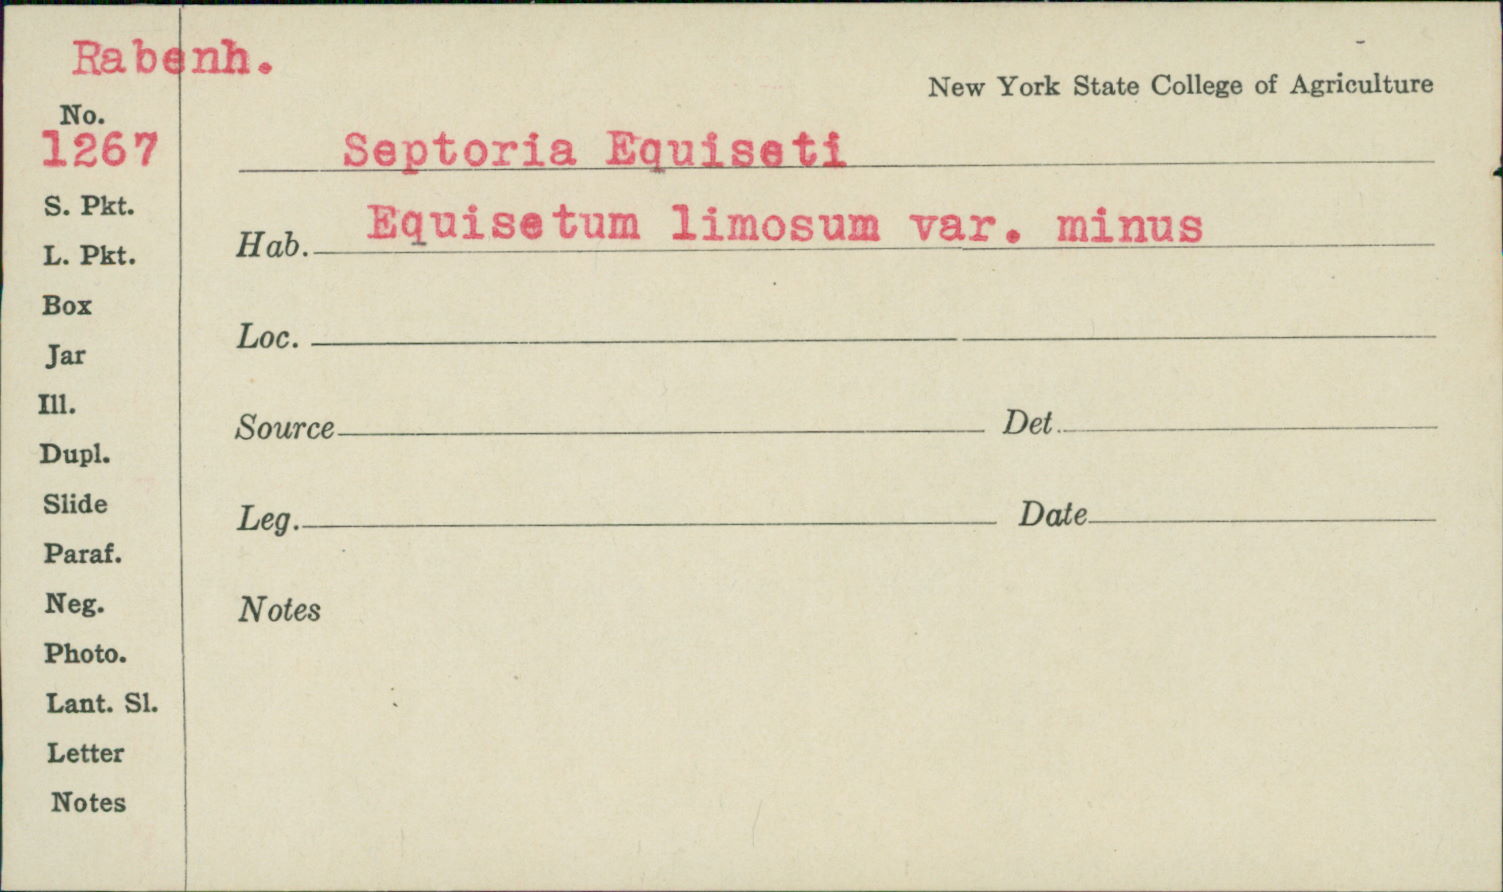 Rabenh.
New York State College of Agriculture
No.
1267
Septoria Equiseti
Hab. Equisetum limosum var. minus
Loc.
Source Det.
Leg. Date
Notes
S. Pkt.
L. Pkt.
Box
Jar
Ill.
Dupl.
Slide
Paraf.
Neg.
Photo.
Lant. Sl.
Letter
Notes